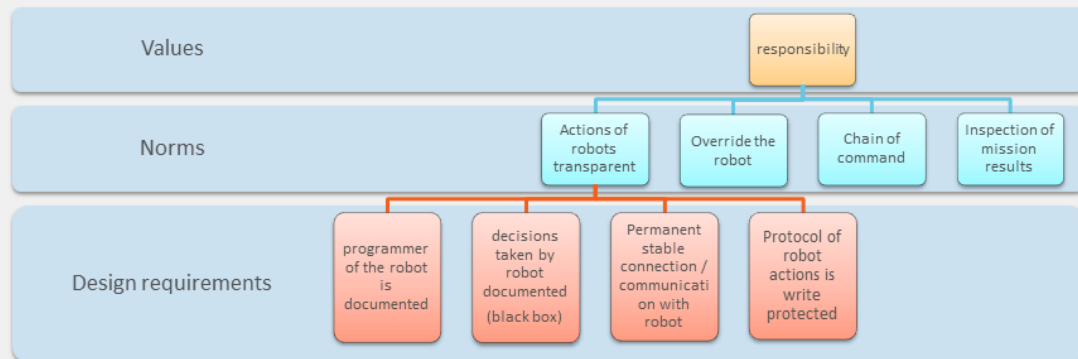 Values
responsibility
Norms
Actions of
robots
transparent
Override the
robot
Chain of
command
Inspection of
mission
results
Design requirements
programmer
of the robot
is
documented
decisions
taken by
robot
documented
(black box)
Permanent
stable
connection /
communicati
on with
robot
Protocol of
robot
actions is
write
protected